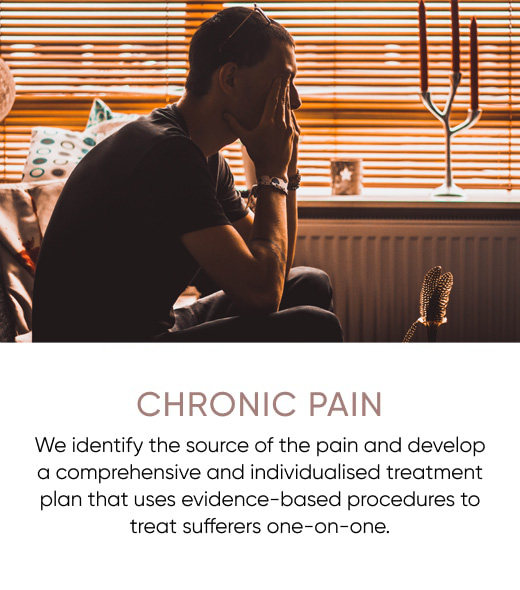 CHRONIC PAIN
We identify the source of the pain and develop
a comprehensive and individualised treatment
plan that uses evidence-based procedures to
treat sufferers one-on-one.